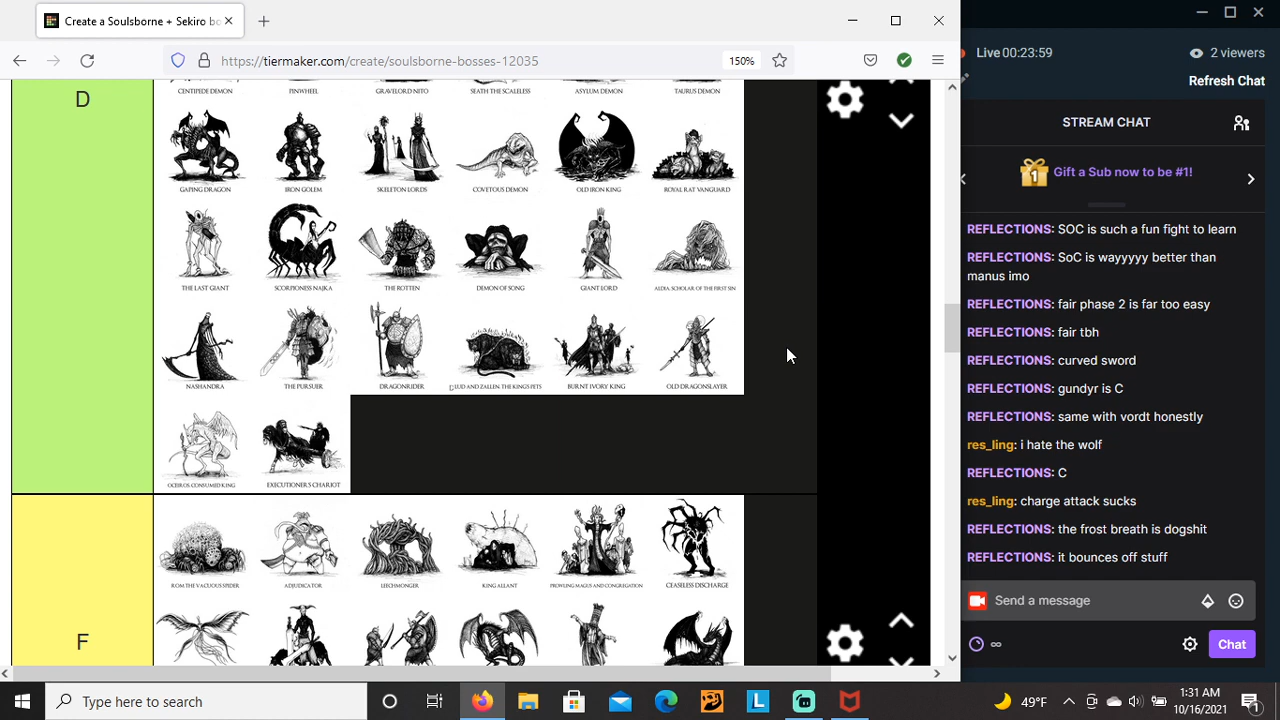 Create a Soulsborne + Sekiro bo
https://tiermaker.com/create/soulsborne-bosses-12035
150%
D
CENTIPEDE DEMON PINWHEEL GRAVELORD NITO SEATH THE SCALELESS ASYLUM DEMON TAURUS DEMON
GAPING DRAGON IRON GOLEM SKELETON LORDS COVETOUS DEMON OLD IRON KING ROYAL RAT VANGUARD
THE LAST GIANT SCORPIONESS NAJKA THE ROTTEN DEMON OF SONG GIANT LORD ALDIA: SCHOLAR OF THE FIRST SIN
NASHANDRA THE PURSUER DRAGONRIDER LUD AND ZALLEN, THE KINGS PETS BURNT IVORY KING OLD DRAGONSLAYER
OCEIROS, CONSUMED KING EXECUTIONER'S CHARIOT
F
ROM THE VACUOUS SPIDER ADJUDICATOR LEECHMONGER KING ALLANT PROWLING MAGUS AND CONGREGATION CEASELESS DISCHARGE
Live 00:23:59
2 viewers
Refresh Chat
STREAM CHAT
1
Gift a Sub now to be #1!
REFLECTIONS: SOC is such a fun fight to learn
REFLECTIONS: SoC is wayyyyy better than
manus imo
REFLECTIONS: fair phase 2 is far too easy
REFLECTIONS: fair tbh
REFLECTIONS: curved sword
REFLECTIONS: gundyr is C
REFLECTIONS: same with vordt honestly
res_ling: i hate the wolf
REFLECTIONS: C
res_ling: charge attack sucks
REFLECTIONS: the frost breath is dogshit
REFLECTIONS: it bounces off stuff
Send a message
∞
Chat
Type here to search
L
49°F
3:31 AM
10/16/2021
1